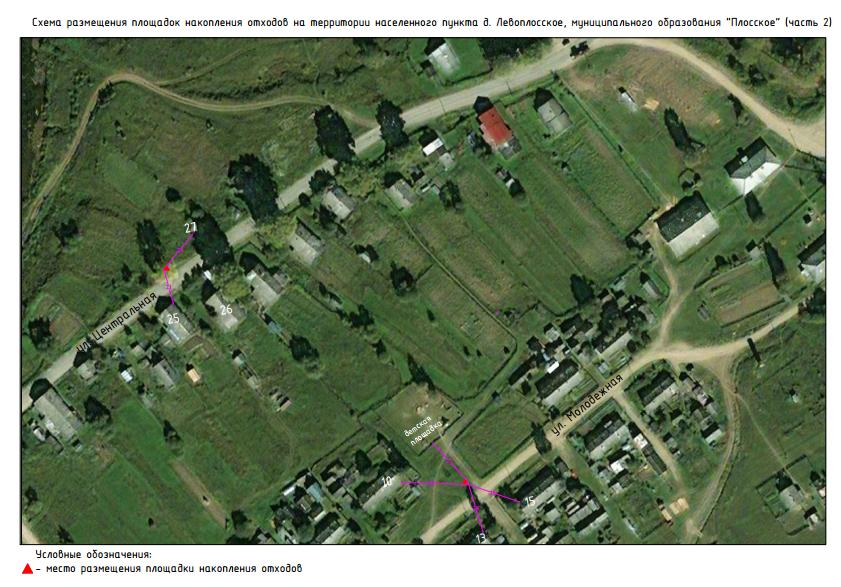 Схема размещения площадок накопления отходов на территории населенного пункта д. Левоплосское, муниципального образования "Плосское" (часть 2)
27
25
26
ул. Центральная
ул. Молодежная
детская
площадка
10
15
13
Условные обозначения:
- место размещения площадки накопления отходов